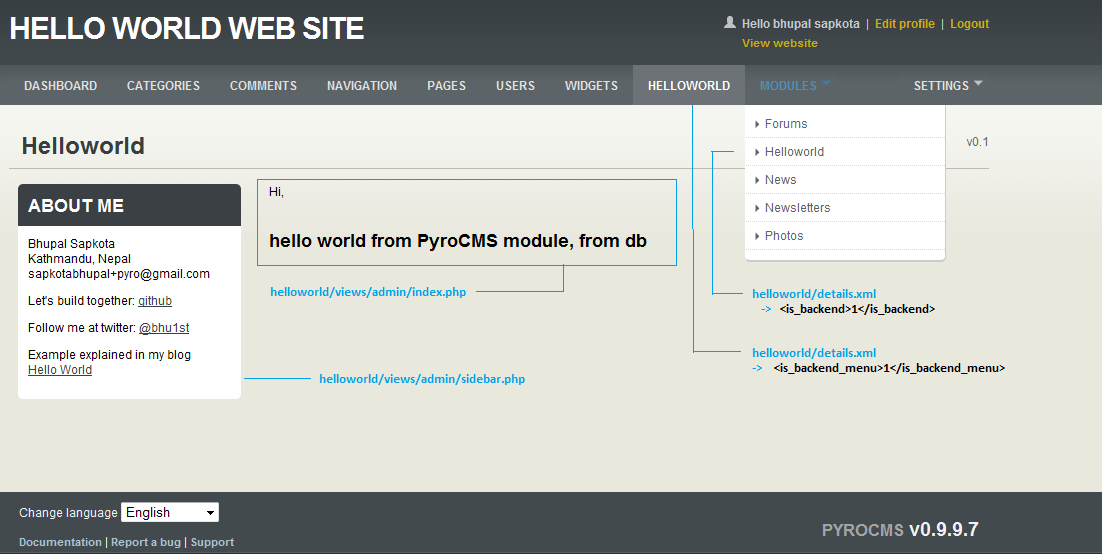 HELLO WORLD WEB SITE
Hello bhupal sapkota | Edit profile | Logout
View website
DASHBOARD CATEGORIES COMMENTS NAVIGATION PAGES USERS WIDGETS HELLOWORLD MODULES SETTINGS
Helloworld
v0.1
Forums
Helloworld
News
Newsletters
Photos
ABOUT ME
Bhupal Sapkota
Kathmandu, Nepal
sapkotabhupal+pyro@gmail.com
Let's build together: github
Follow me at twitter: @bhu1st
Example explained in my blog
Hello World
Hi,
hello world from PyroCMS module, from db
helloworld/views/admin/index.php
helloworld/details.xml
-> <is_backend>1</is_backend>
helloworld/details.xml
-> <is_backend_menu>1</is_backend_menu>
helloworld/views/admin/sidebar.php
Change language English
Documentation | Report a bug | Support
PYROCMS v0.9.9.7